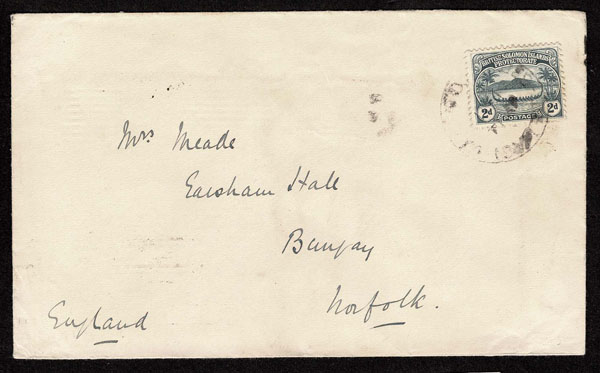 BRITISH SOLOMON ISLANDS
PROTECTORATE
2d 2d
POSTAGE
Mrs Meade
Earsham Hall
Bungay
Norfolk.
England